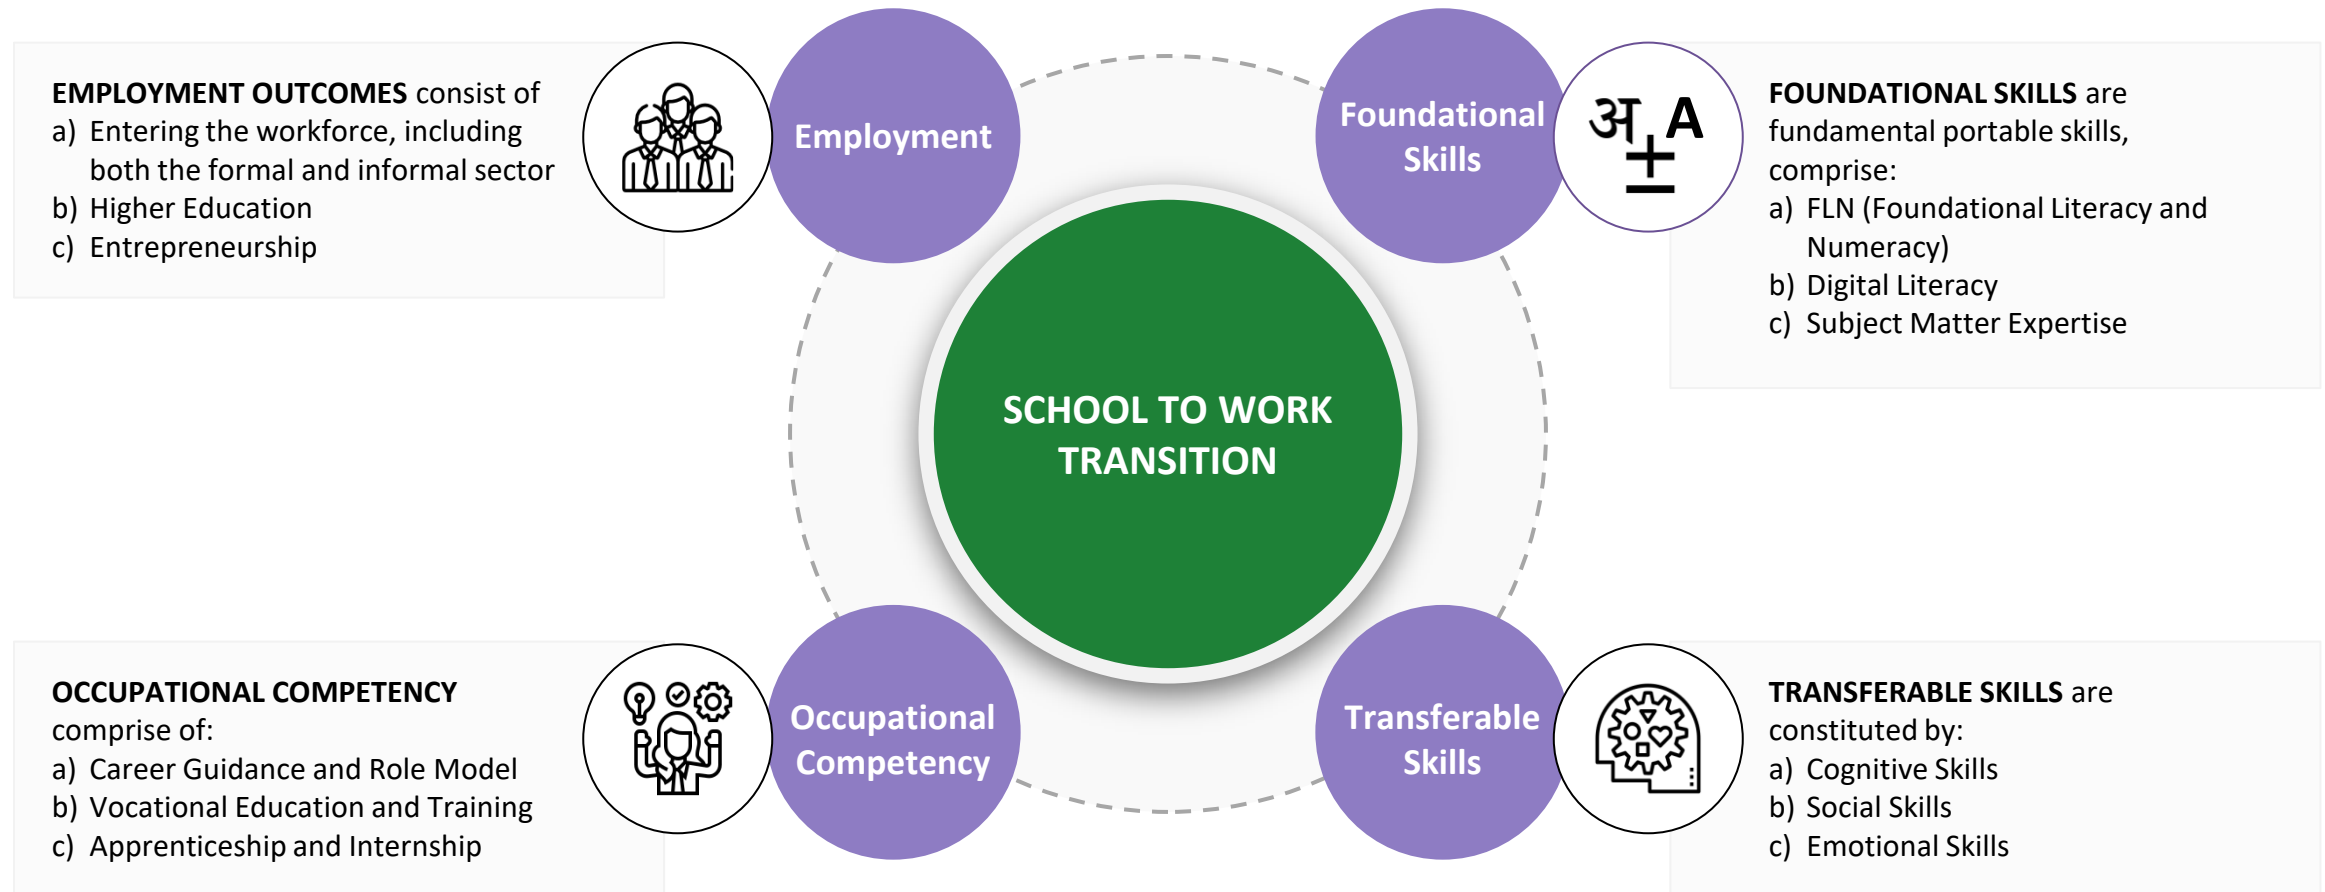 EMPLOYMENT OUTCOMES consist of
a) Entering the workforce, including
both the formal and informal sector
b) Higher Education
c) Entrepreneurship
Employment
Foundational
Skills
अ A
±
FOUNDATIONAL SKILLS are
fundamental portable skills,
comprise:
a) FLN (Foundational Literacy and
Numeracy)
b) Digital Literacy
c) Subject Matter Expertise
SCHOOL TO WORK
TRANSITION
OCCUPATIONAL COMPETENCY
comprise of:
a) Career Guidance and Role Model
b) Vocational Education and Training
c) Apprenticeship and Internship
Occupational
Competency
Transferable
Skills
TRANSFERABLE SKILLS are
constituted by:
a) Cognitive Skills
b) Social Skills
c) Emotional Skills